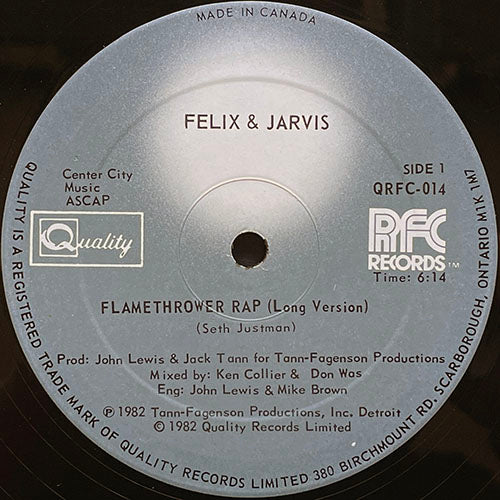 MADE IN CANADA
FELIX & JARVIS
Center City
Music
ASCAP
SIDE 1
QRFC-014
Quality
RFC
RECORDS™
Time: 6:14
FLAMETHROWER RAP (Long Version)
(Seth Justman)
Prod: John Lewis & Jack Tann for Tann-Fagenson Productions
Mixed by: Ken Collier & Don Was
Eng: John Lewis & Mike Brown
℗ 1982 Tann-Fagenson Productions, Inc. Detroit
© 1982 Quality Records Limited
QUALITY IS A REGISTERED TRADE MARK OF QUALITY RECORDS LIMITED 380 BIRCHMOUNT RD. SCARBOROUGH, ONTARIO M1K 1M7